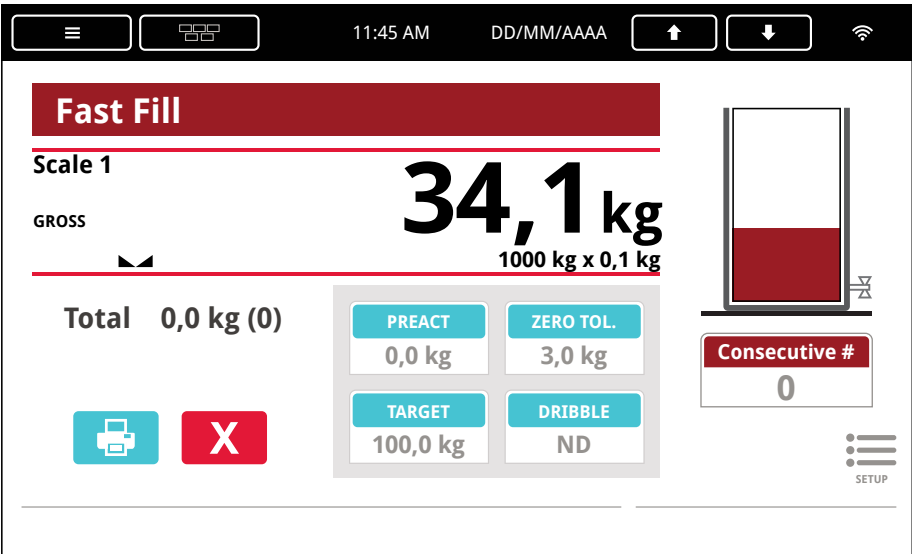 11:45 AM DD/MM/AAAA
Fast Fill
Scale 1
34,1 kg
GROSS
1000 kg x 0,1 kg
Total 0,0 kg (0)
PREACT
0,0 kg
ZERO TOL.
3,0 kg
TARGET
100,0 kg
DRIBBLE
ND
X
Consecutive #
0
SETUP